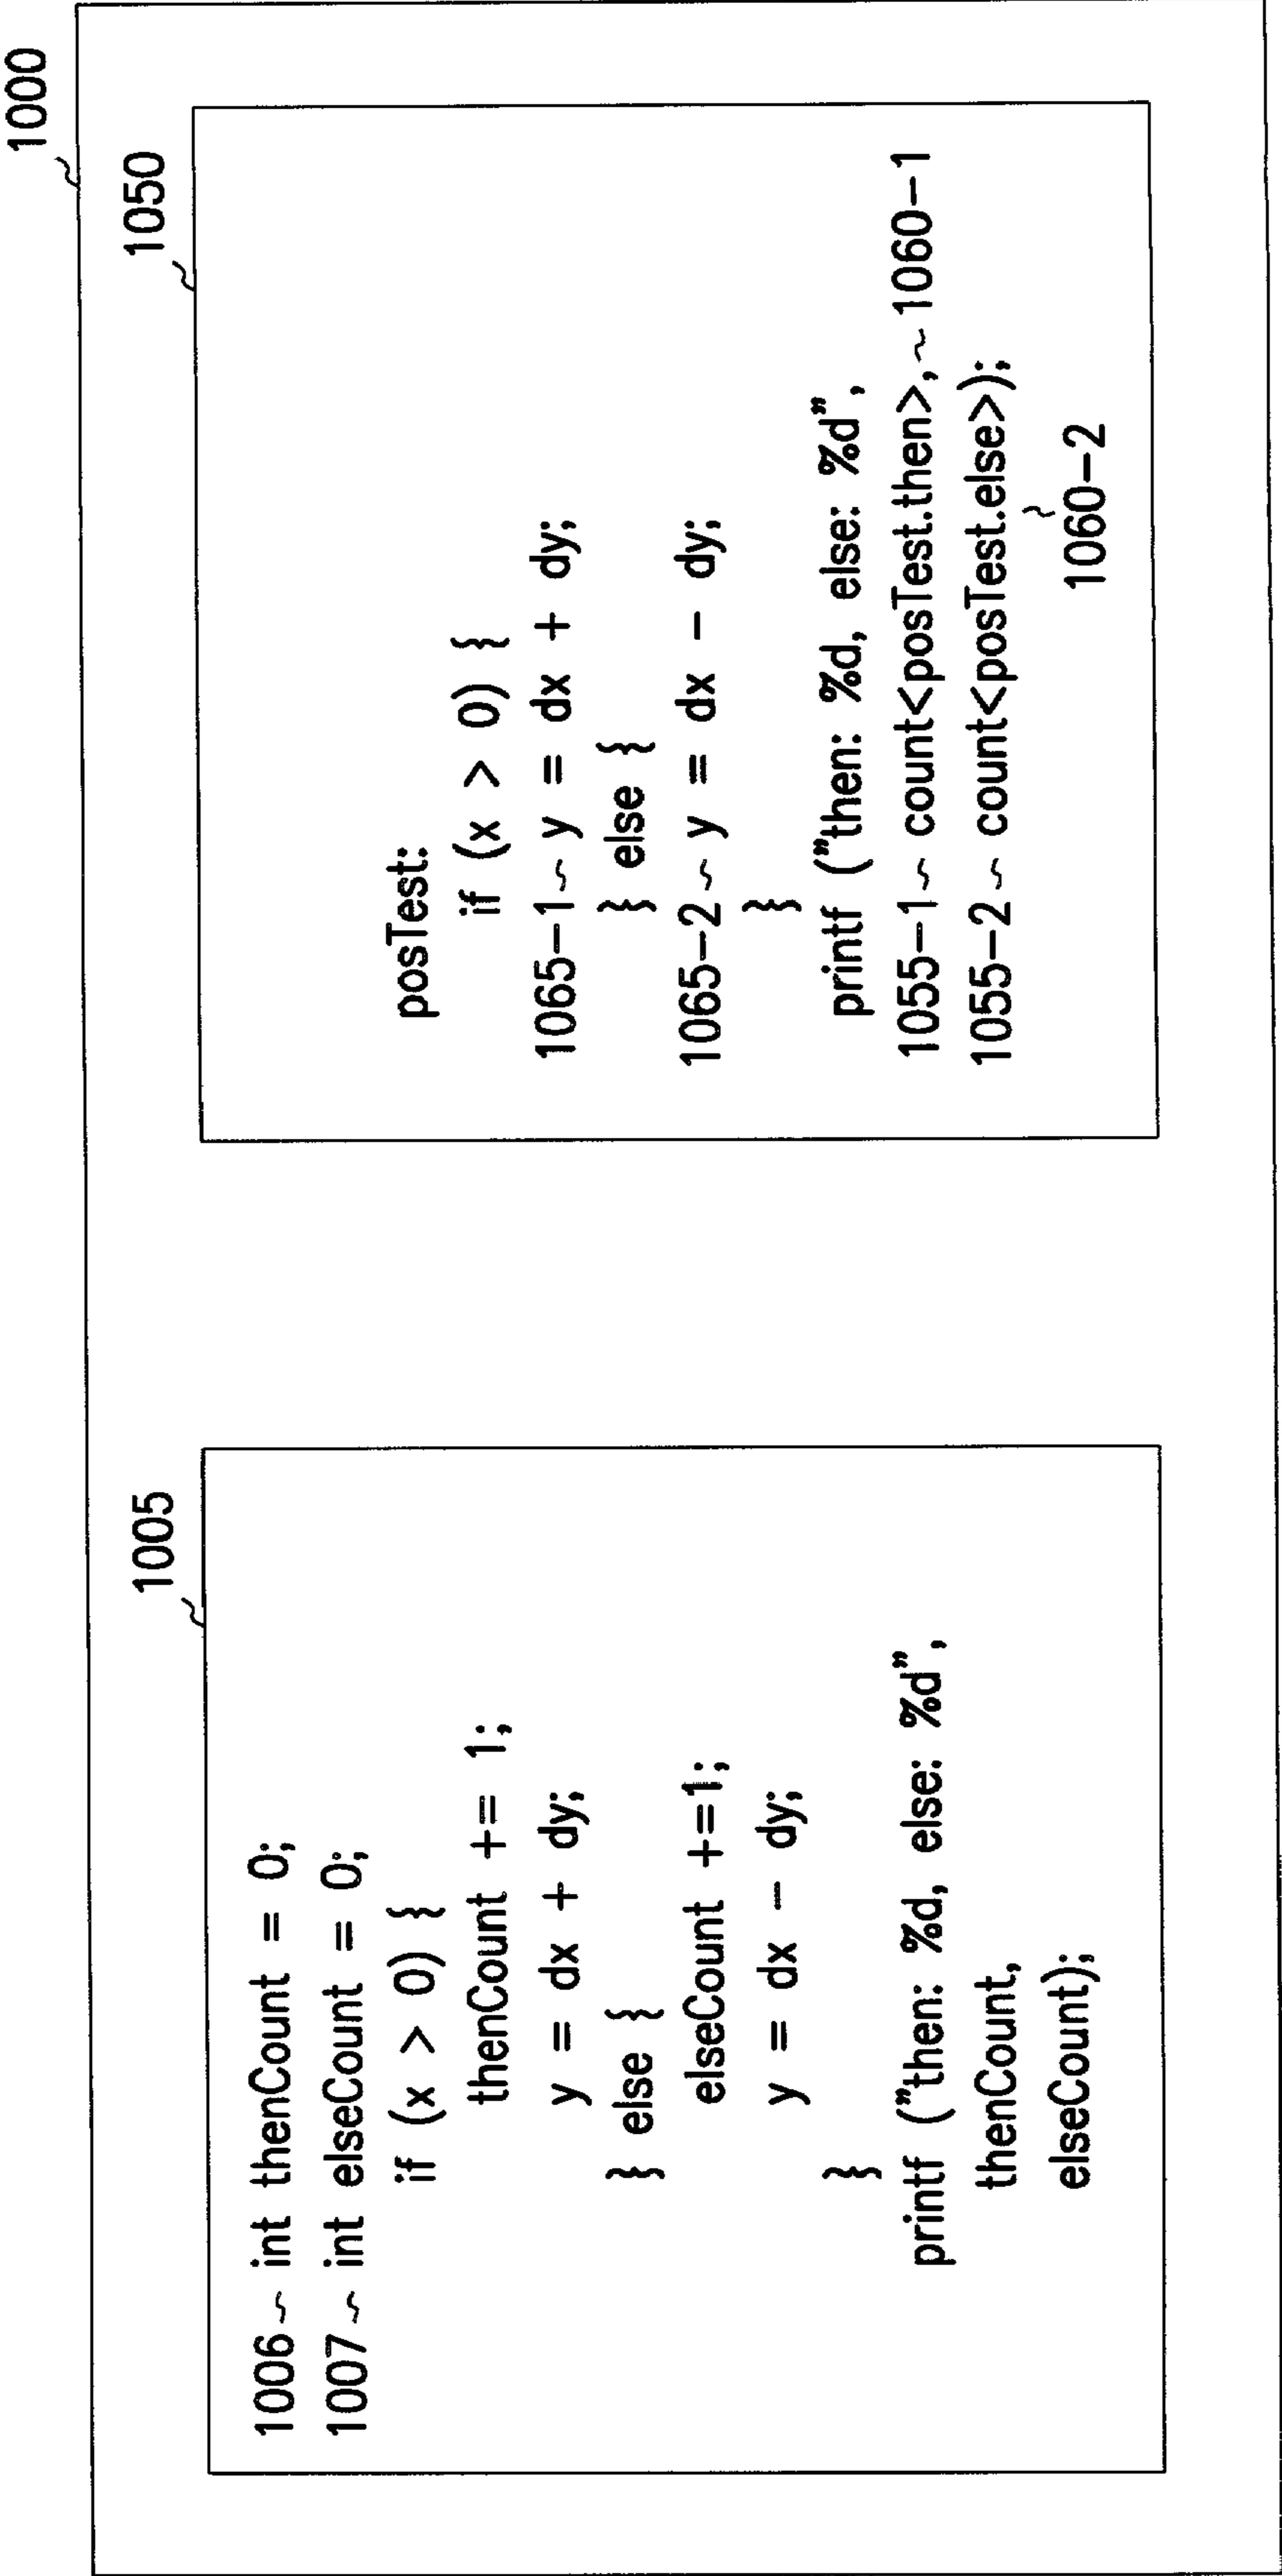 1000
1005
1006 ~ int thenCount = 0;
1007 ~ int elseCount = 0;
if (x > 0) {
thenCount += 1;
y = dx + dy;
} else {
elseCount +=1;
y = dx - dy;
}
printf ("then: %d, else: %d",
thenCount,
elseCount);
1050
posTest:
if (x > 0) {
1065-1 ~ y = dx + dy;
} else {
1065-2 ~ y = dx - dy;
}
printf ("then: %d, else: %d",
1055-1 ~ count<posTest.then>, ~ 1060-1
1055-2 ~ count<posTest.else>);
1060-2